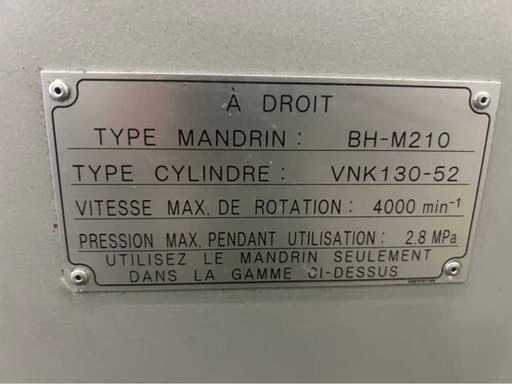 À DROIT
TYPE MANDRIN: BH-M210
TYPE CYLINDRE: VNK130-52
VITESSE MAX. DE ROTATION: 4000 min⁻¹
PRESSION MAX. PENDANT UTILISATION: 2.8 MPa
UTILISEZ LE MANDRIN SEULEMENT
DANS LA GAMME CI-DESSUS